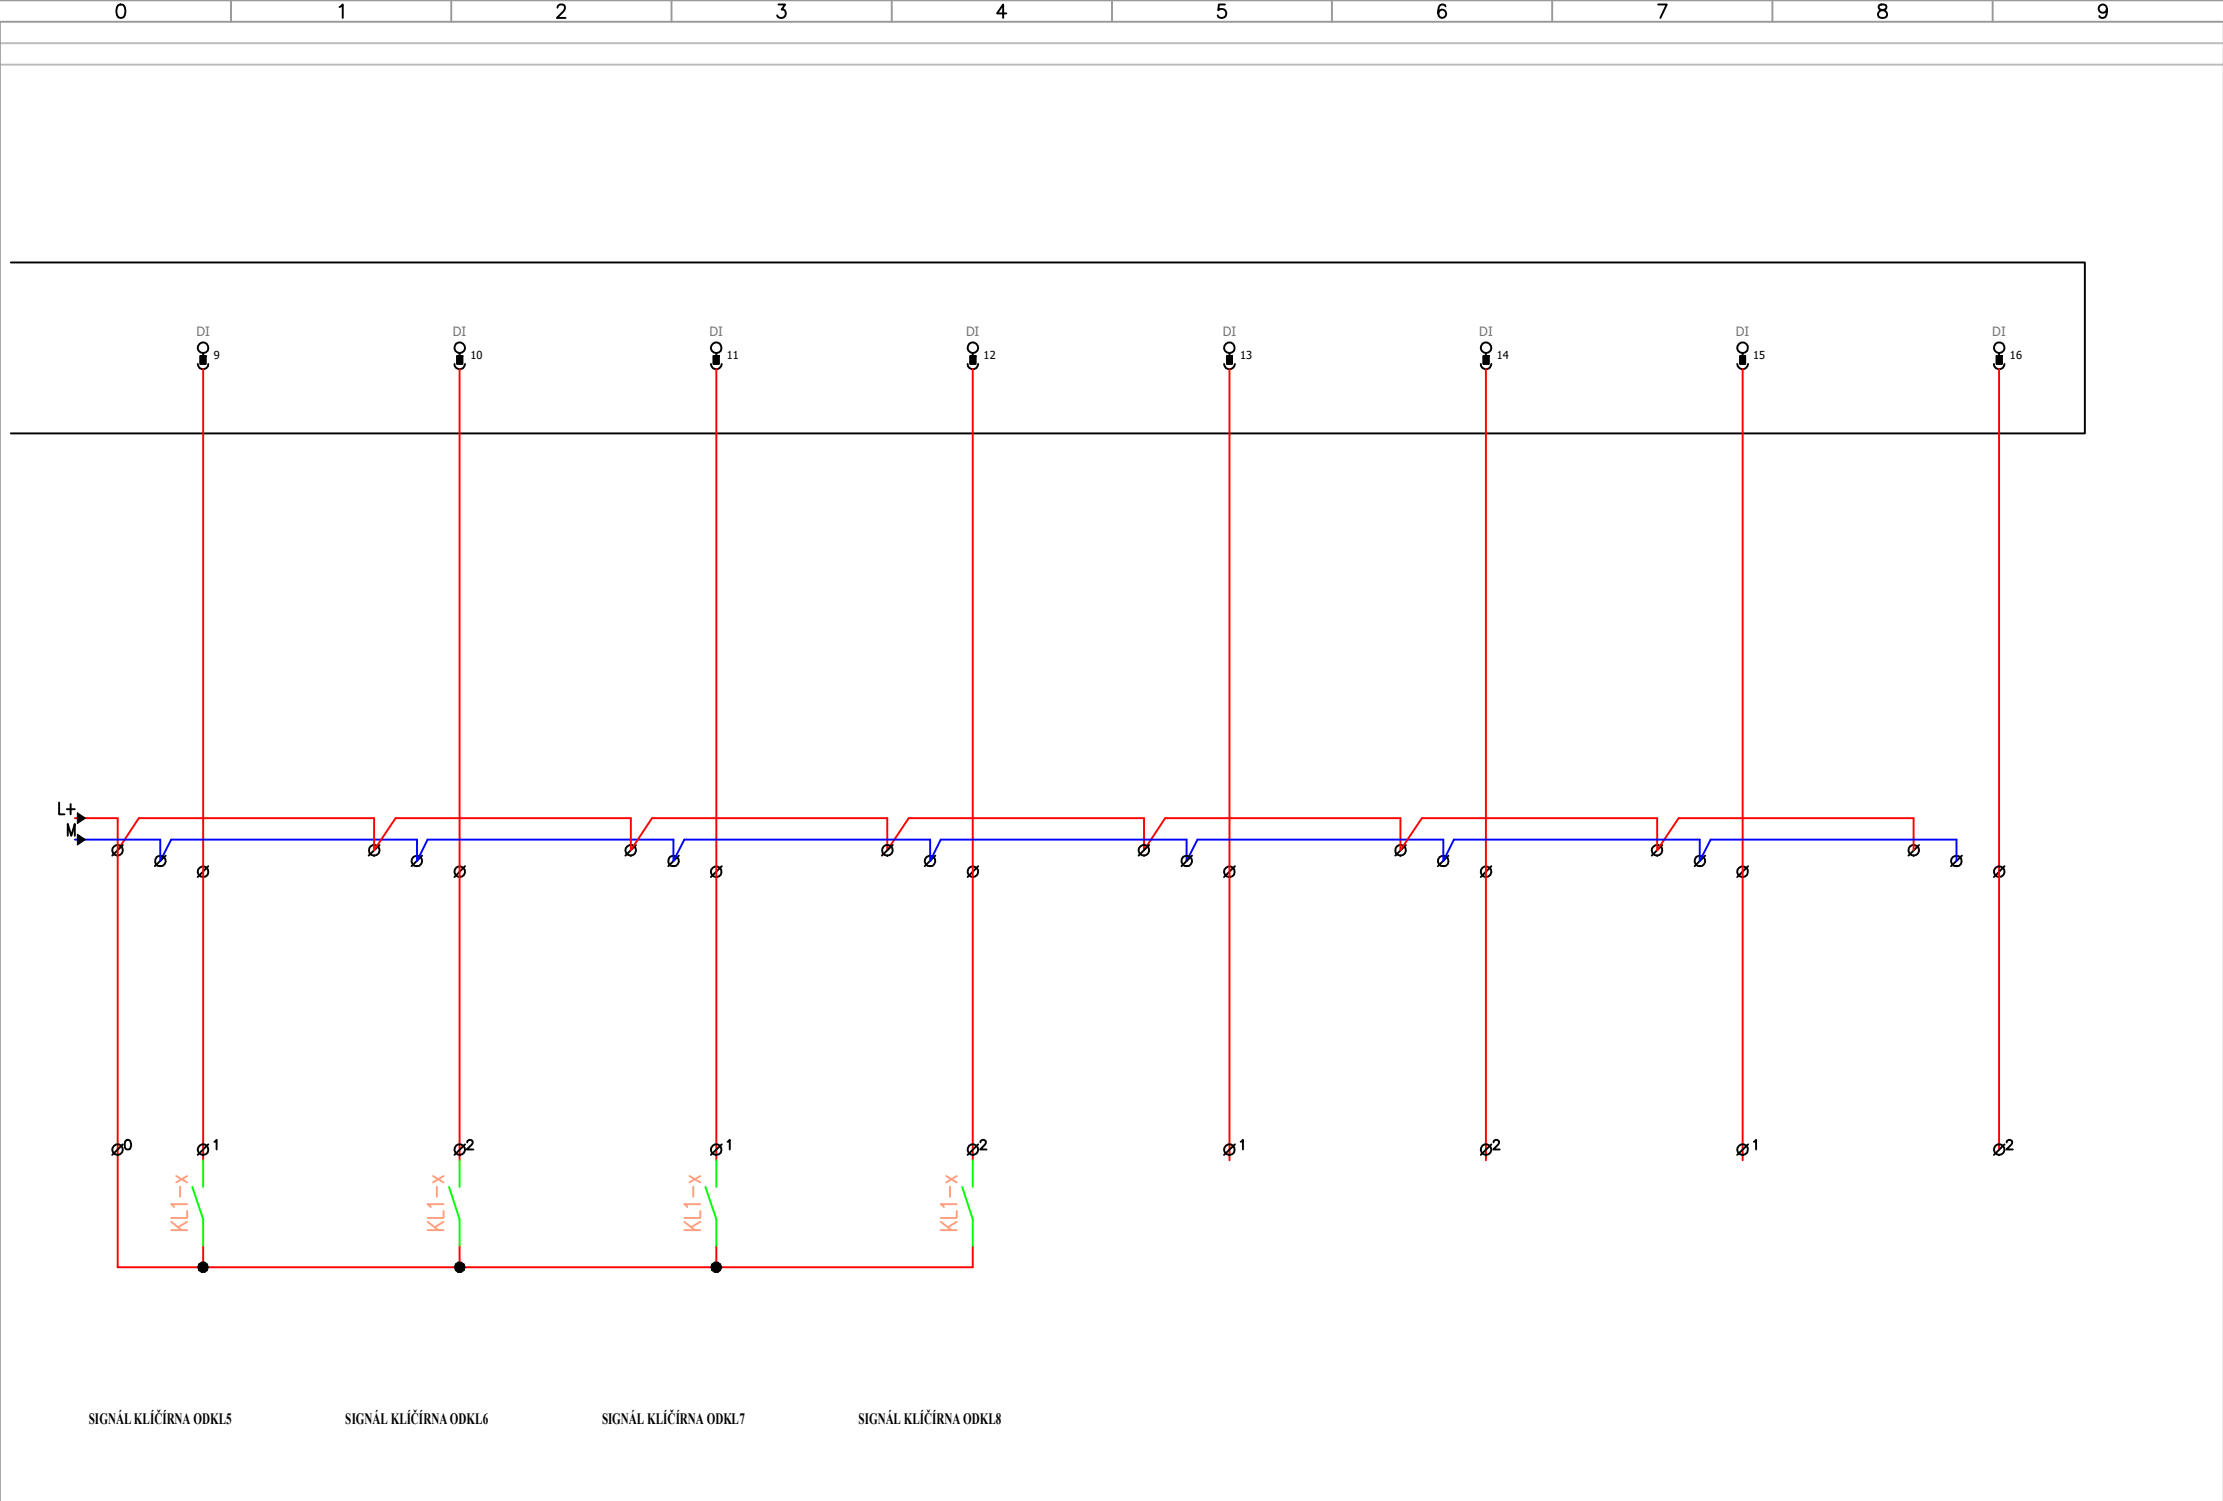 0 1 2 3 4 5 6 7 8 9
DI DI DI DI DI DI DI DI
9 10 11 12 13 14 15 16
L+
M
0 1 2 1 2 1 2 1 2
KL1-x KL1-x KL1-x KL1-x
SIGNÁL KLÍČÍRNA ODKL5 SIGNÁL KLÍČÍRNA ODKL6 SIGNÁL KLÍČÍRNA ODKL7 SIGNÁL KLÍČÍRNA ODKL8